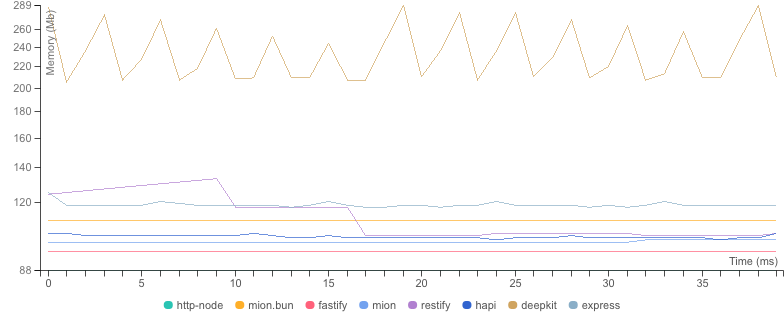 289
260
240
220
200
180
160
140
120
88
Memory (Mb)
Time (ms)
0 5 10 15 20 25 30 35
http-node mion.bun fastify mion restify hapi deepkit express